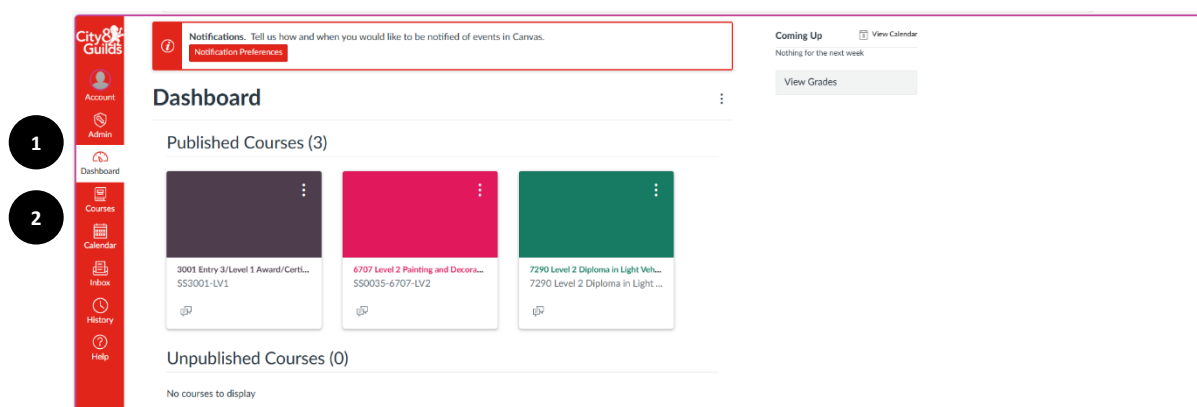 City&
Guilds
Account
Admin
Dashboard
Courses
Calendar
Inbox
History
Help
1
2
Notifications. Tell us how and when you would like to be notified of events in Canvas.
Notification Preferences
Dashboard
Published Courses (3)
3001 Entry 3/Level 1 Award/Certi...
SS3001-LV1
6707 Level 2 Painting and Decora...
SS0035-6707-LV2
7290 Level 2 Diploma in Light Veh...
7290 Level 2 Diploma in Light ...
Unpublished Courses (0)
No courses to display
Coming Up
View Calendar
Nothing for the next week
View Grades